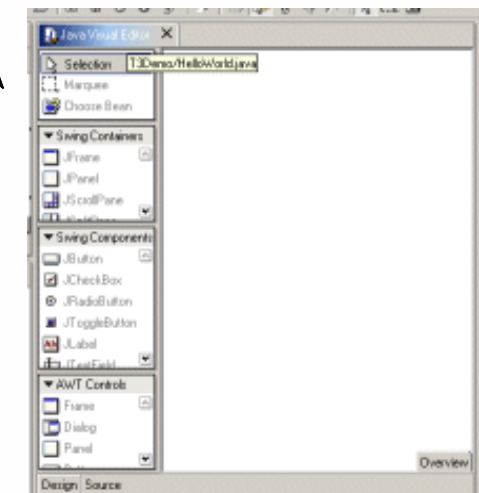 Java Visual Editor
Selection
T3Demo/HelloWorld.java
Marquee
Choose Bean
Swing Containers
JFrame
JPanel
JScrollPane
Swing Components
JButton
JCheckBox
JRadioButton
JToggleButton
JLabel
JTextField
AWT Controls
Frame
Dialog
Panel
Overview
Design Source